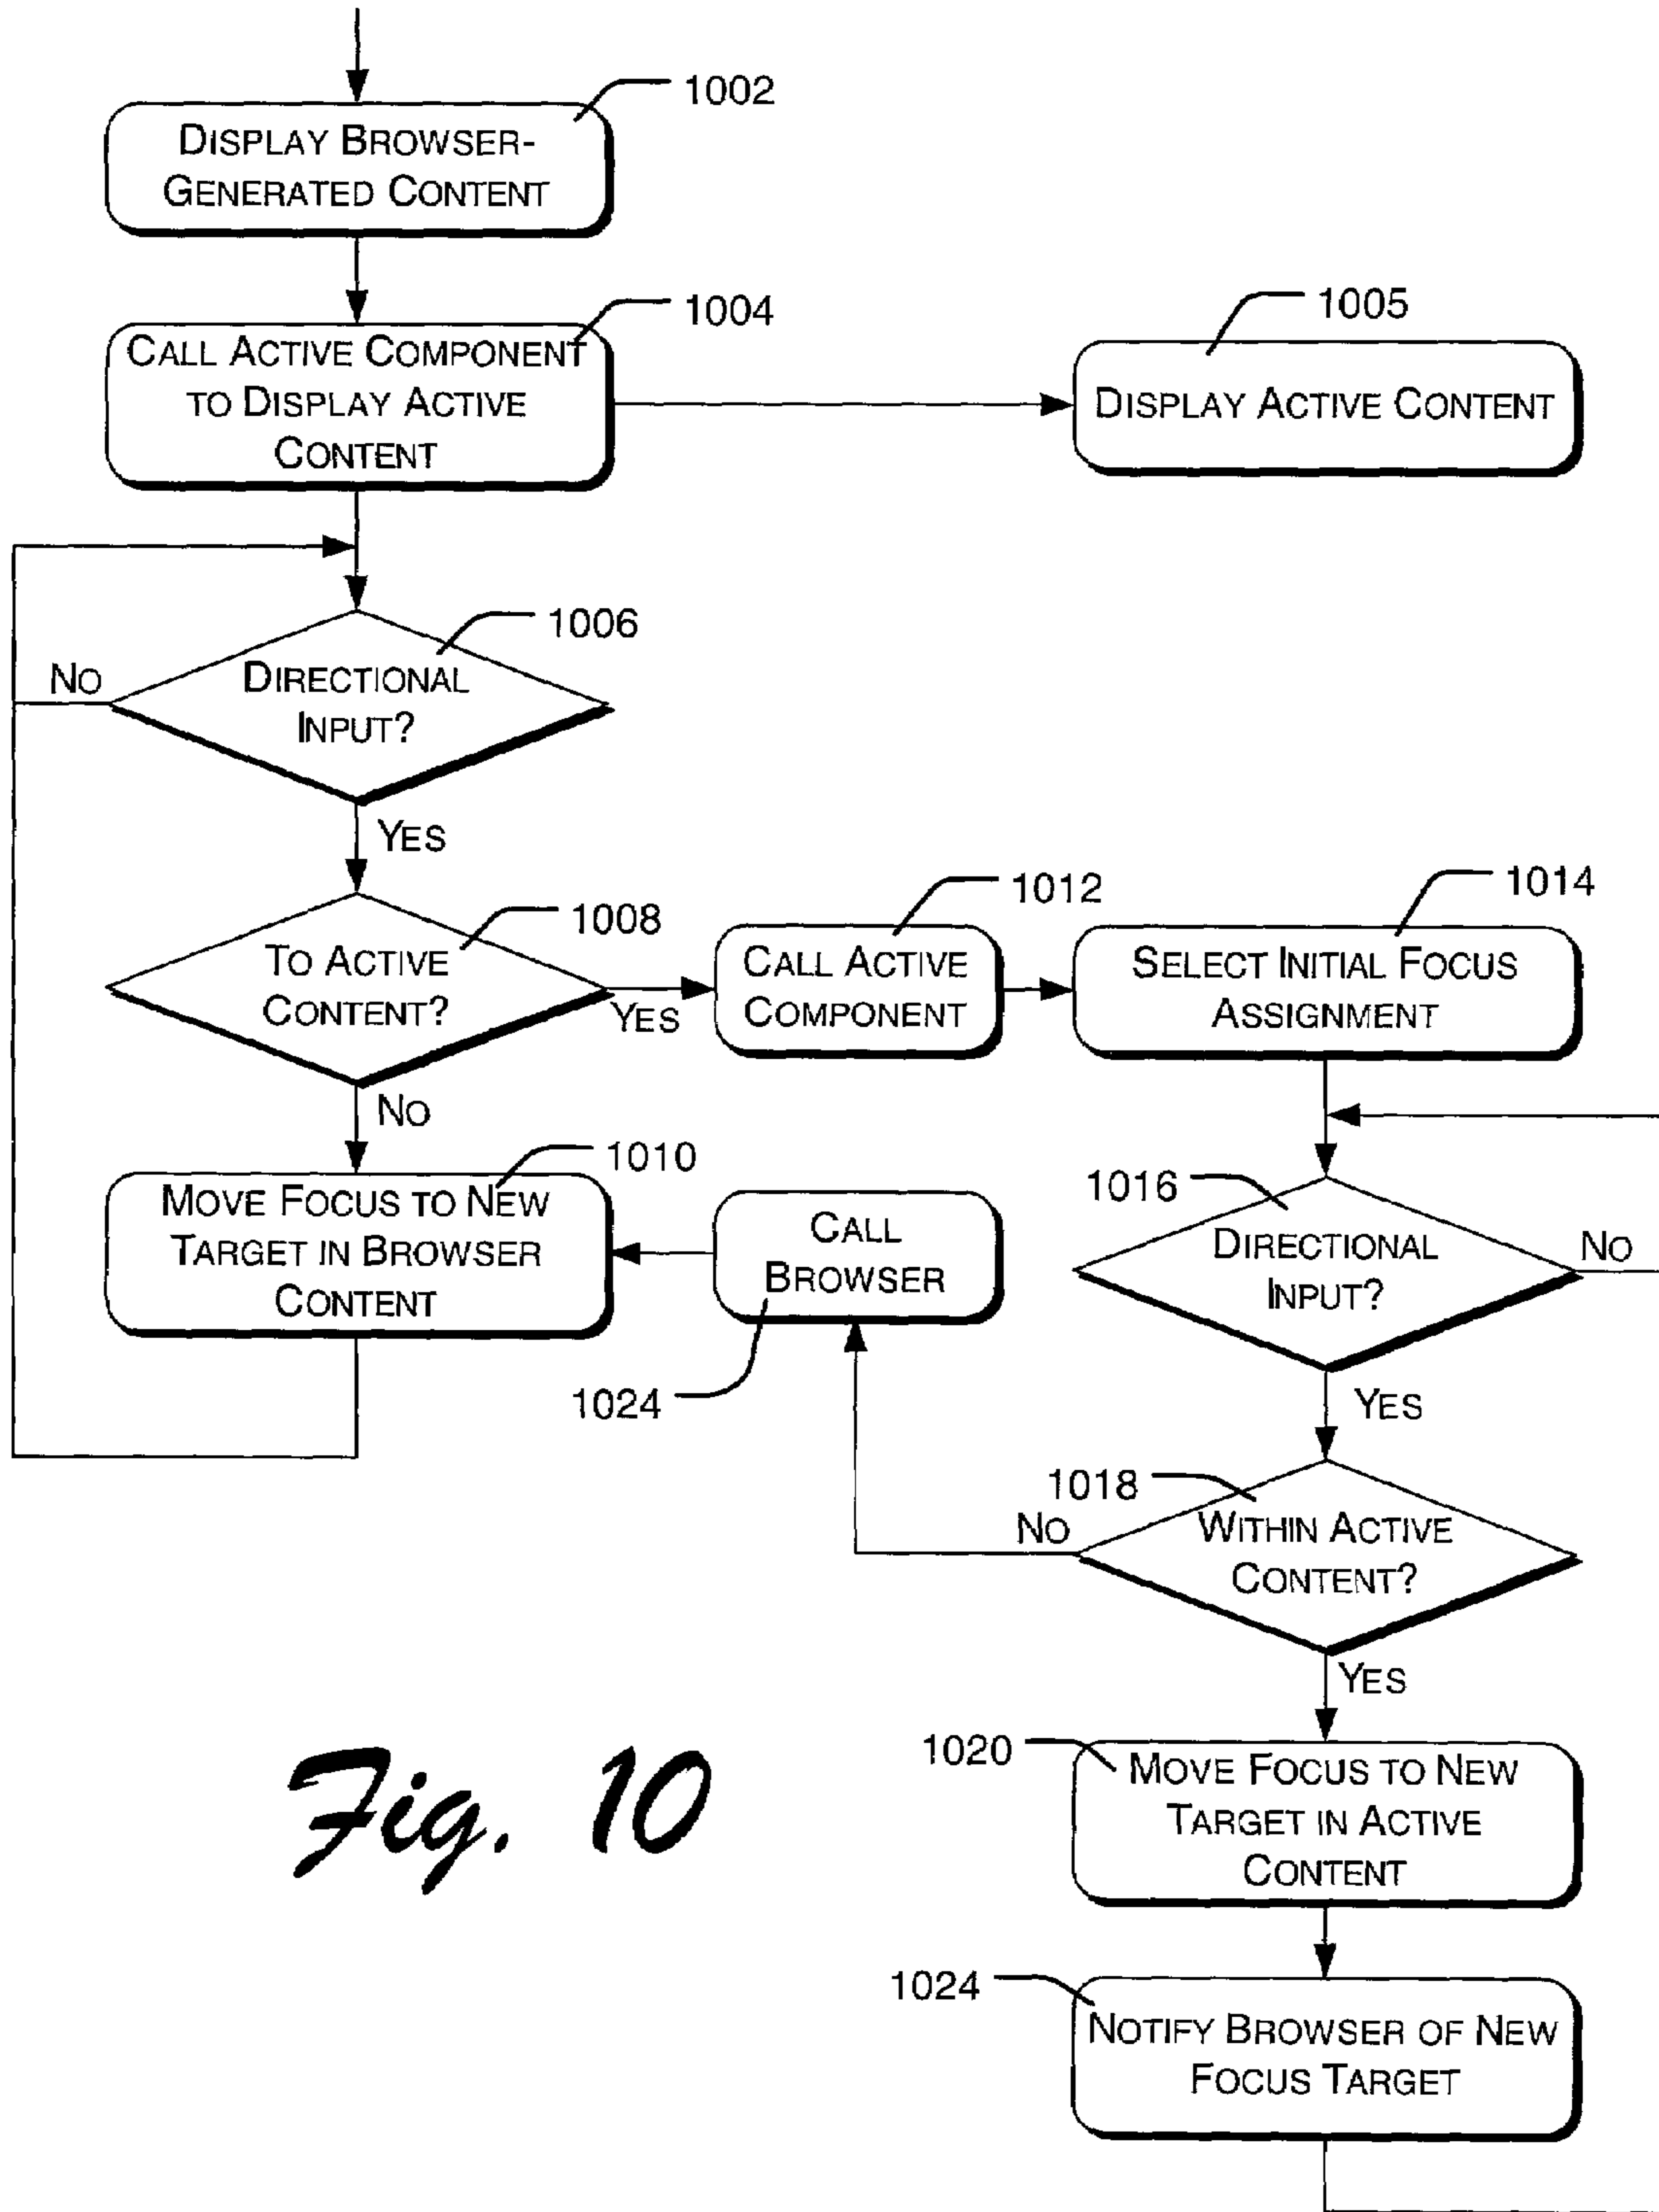 1002
DISPLAY BROWSER-
GENERATED CONTENT
1004
CALL ACTIVE COMPONENT
TO DISPLAY ACTIVE
CONTENT
1005
DISPLAY ACTIVE CONTENT
1006
DIRECTIONAL
INPUT?
NO
YES
1008
TO ACTIVE
CONTENT?
YES
NO
1012
CALL ACTIVE
COMPONENT
1014
SELECT INITIAL FOCUS
ASSIGNMENT
1010
MOVE FOCUS TO NEW
TARGET IN BROWSER
CONTENT
CALL
BROWSER
1024
1016
DIRECTIONAL
INPUT?
NO
YES
1018
WITHIN ACTIVE
CONTENT?
NO
YES
1020
MOVE FOCUS TO NEW
TARGET IN ACTIVE
CONTENT
1024
NOTIFY BROWSER OF NEW
FOCUS TARGET
Fig. 10